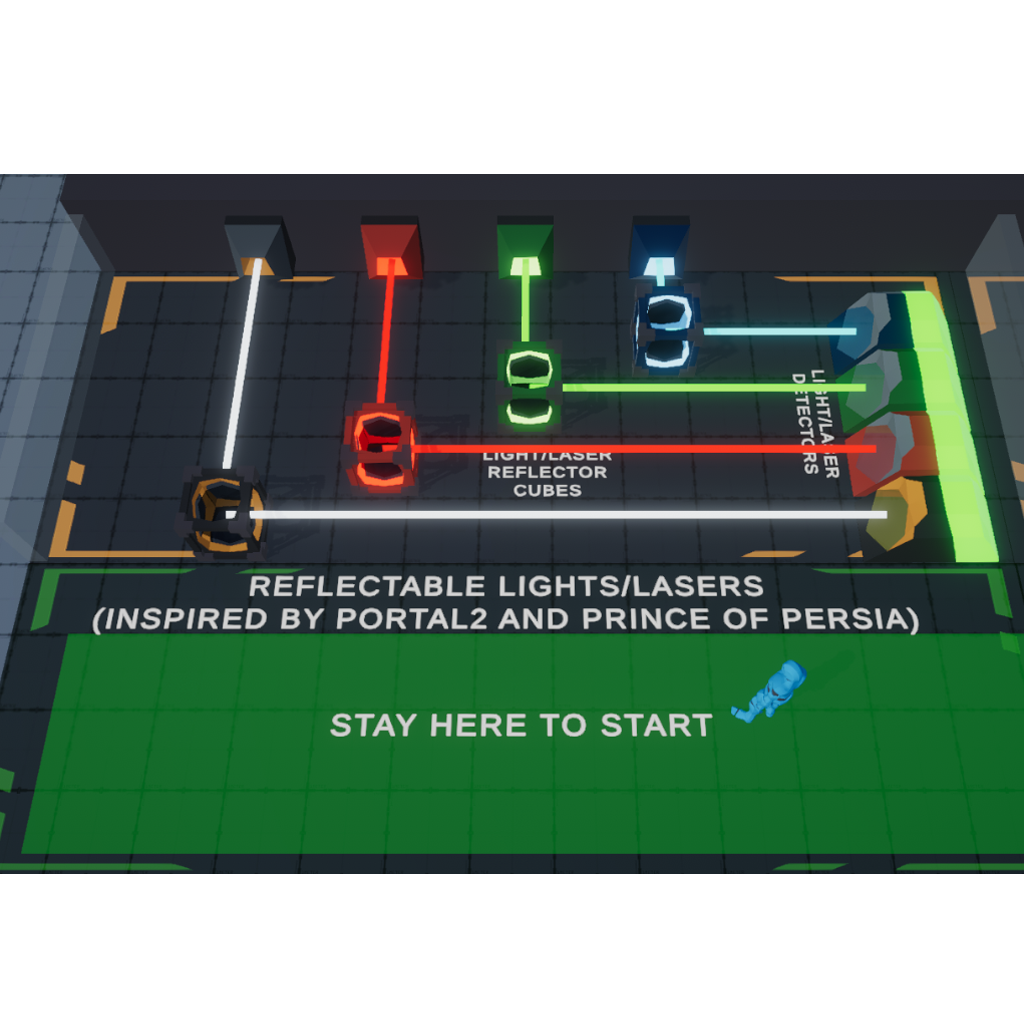 LIGHT/LASER
DETECTORS
LIGHT/LASER
REFLECTOR
CUBES
REFLECTABLE LIGHTS/LASERS
(INSPIRED BY PORTAL2 AND PRINCE OF PERSIA)
STAY HERE TO START